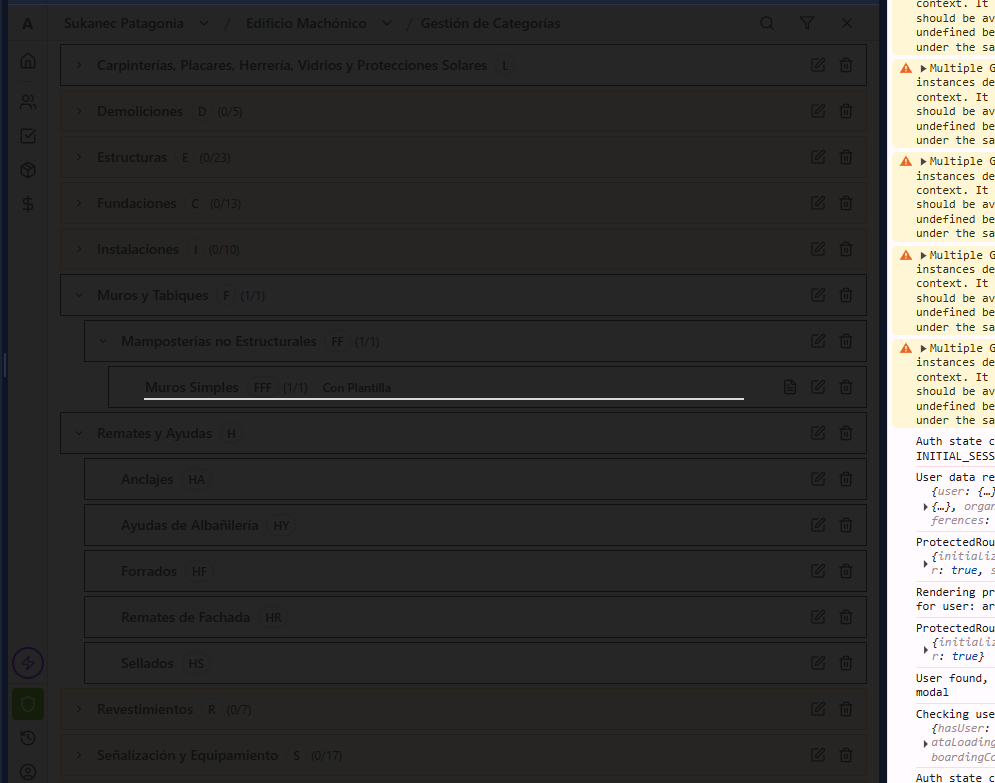 A Sukanec Patagonia / Edificio Machónico / Gestión de Categorías
Carpinterías, Placares, Herrería, Vidrios y Protecciones Solares L
Demoliciones D (0/5)
Estructuras E (0/23)
Fundaciones C (0/13)
Instalaciones I (0/10)
Muros y Tabiques F (1/1)
Mamposterías no Estructurales FF (1/1)
Muros Simples FFF (1/1) Con Plantilla
Remates y Ayudas H
Anclajes HA
Ayudas de Albañilería HY
Forrados HF
Remates de Fachada HR
Sellados HS
Revestimientos R (0/7)
Señalización y Equipamiento S (0/17)
context. It
should be av
undefined be
under the sa
Multiple G
instances de
context. It
should be av
undefined be
under the sa
Multiple G
instances de
context. It
should be av
undefined be
under the sa
Multiple G
instances de
context. It
should be av
undefined be
under the sa
Multiple G
instances de
context. It
should be av
undefined be
under the sa
Auth state c
INITIAL_SESS
User data re
{user: {…}
{…}, organ
ferences:
ProtectedRou
{initializ
r: true, s
Rendering pr
for user: ar
ProtectedRou
{initializ
r: true}
User found,
modal
Checking use
{hasUser:
ataLoading
boardingCo
Auth state c